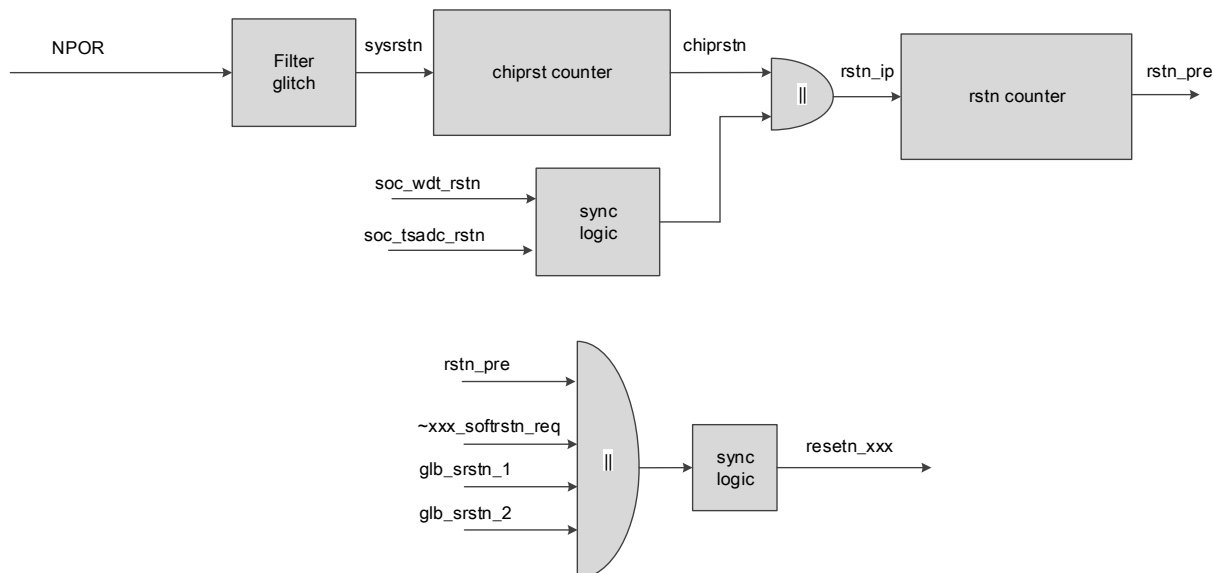 NPOR
Filter
glitch
sysrstn
chiprst counter
chiprstn
||
rstn_ip
rstn counter
rstn_pre
soc_wdt_rstn
soc_tsadc_rstn
sync
logic
rstn_pre
~xxx_softrstn_req
glb_srstn_1
glb_srstn_2
||
sync
logic
resetn_xxx